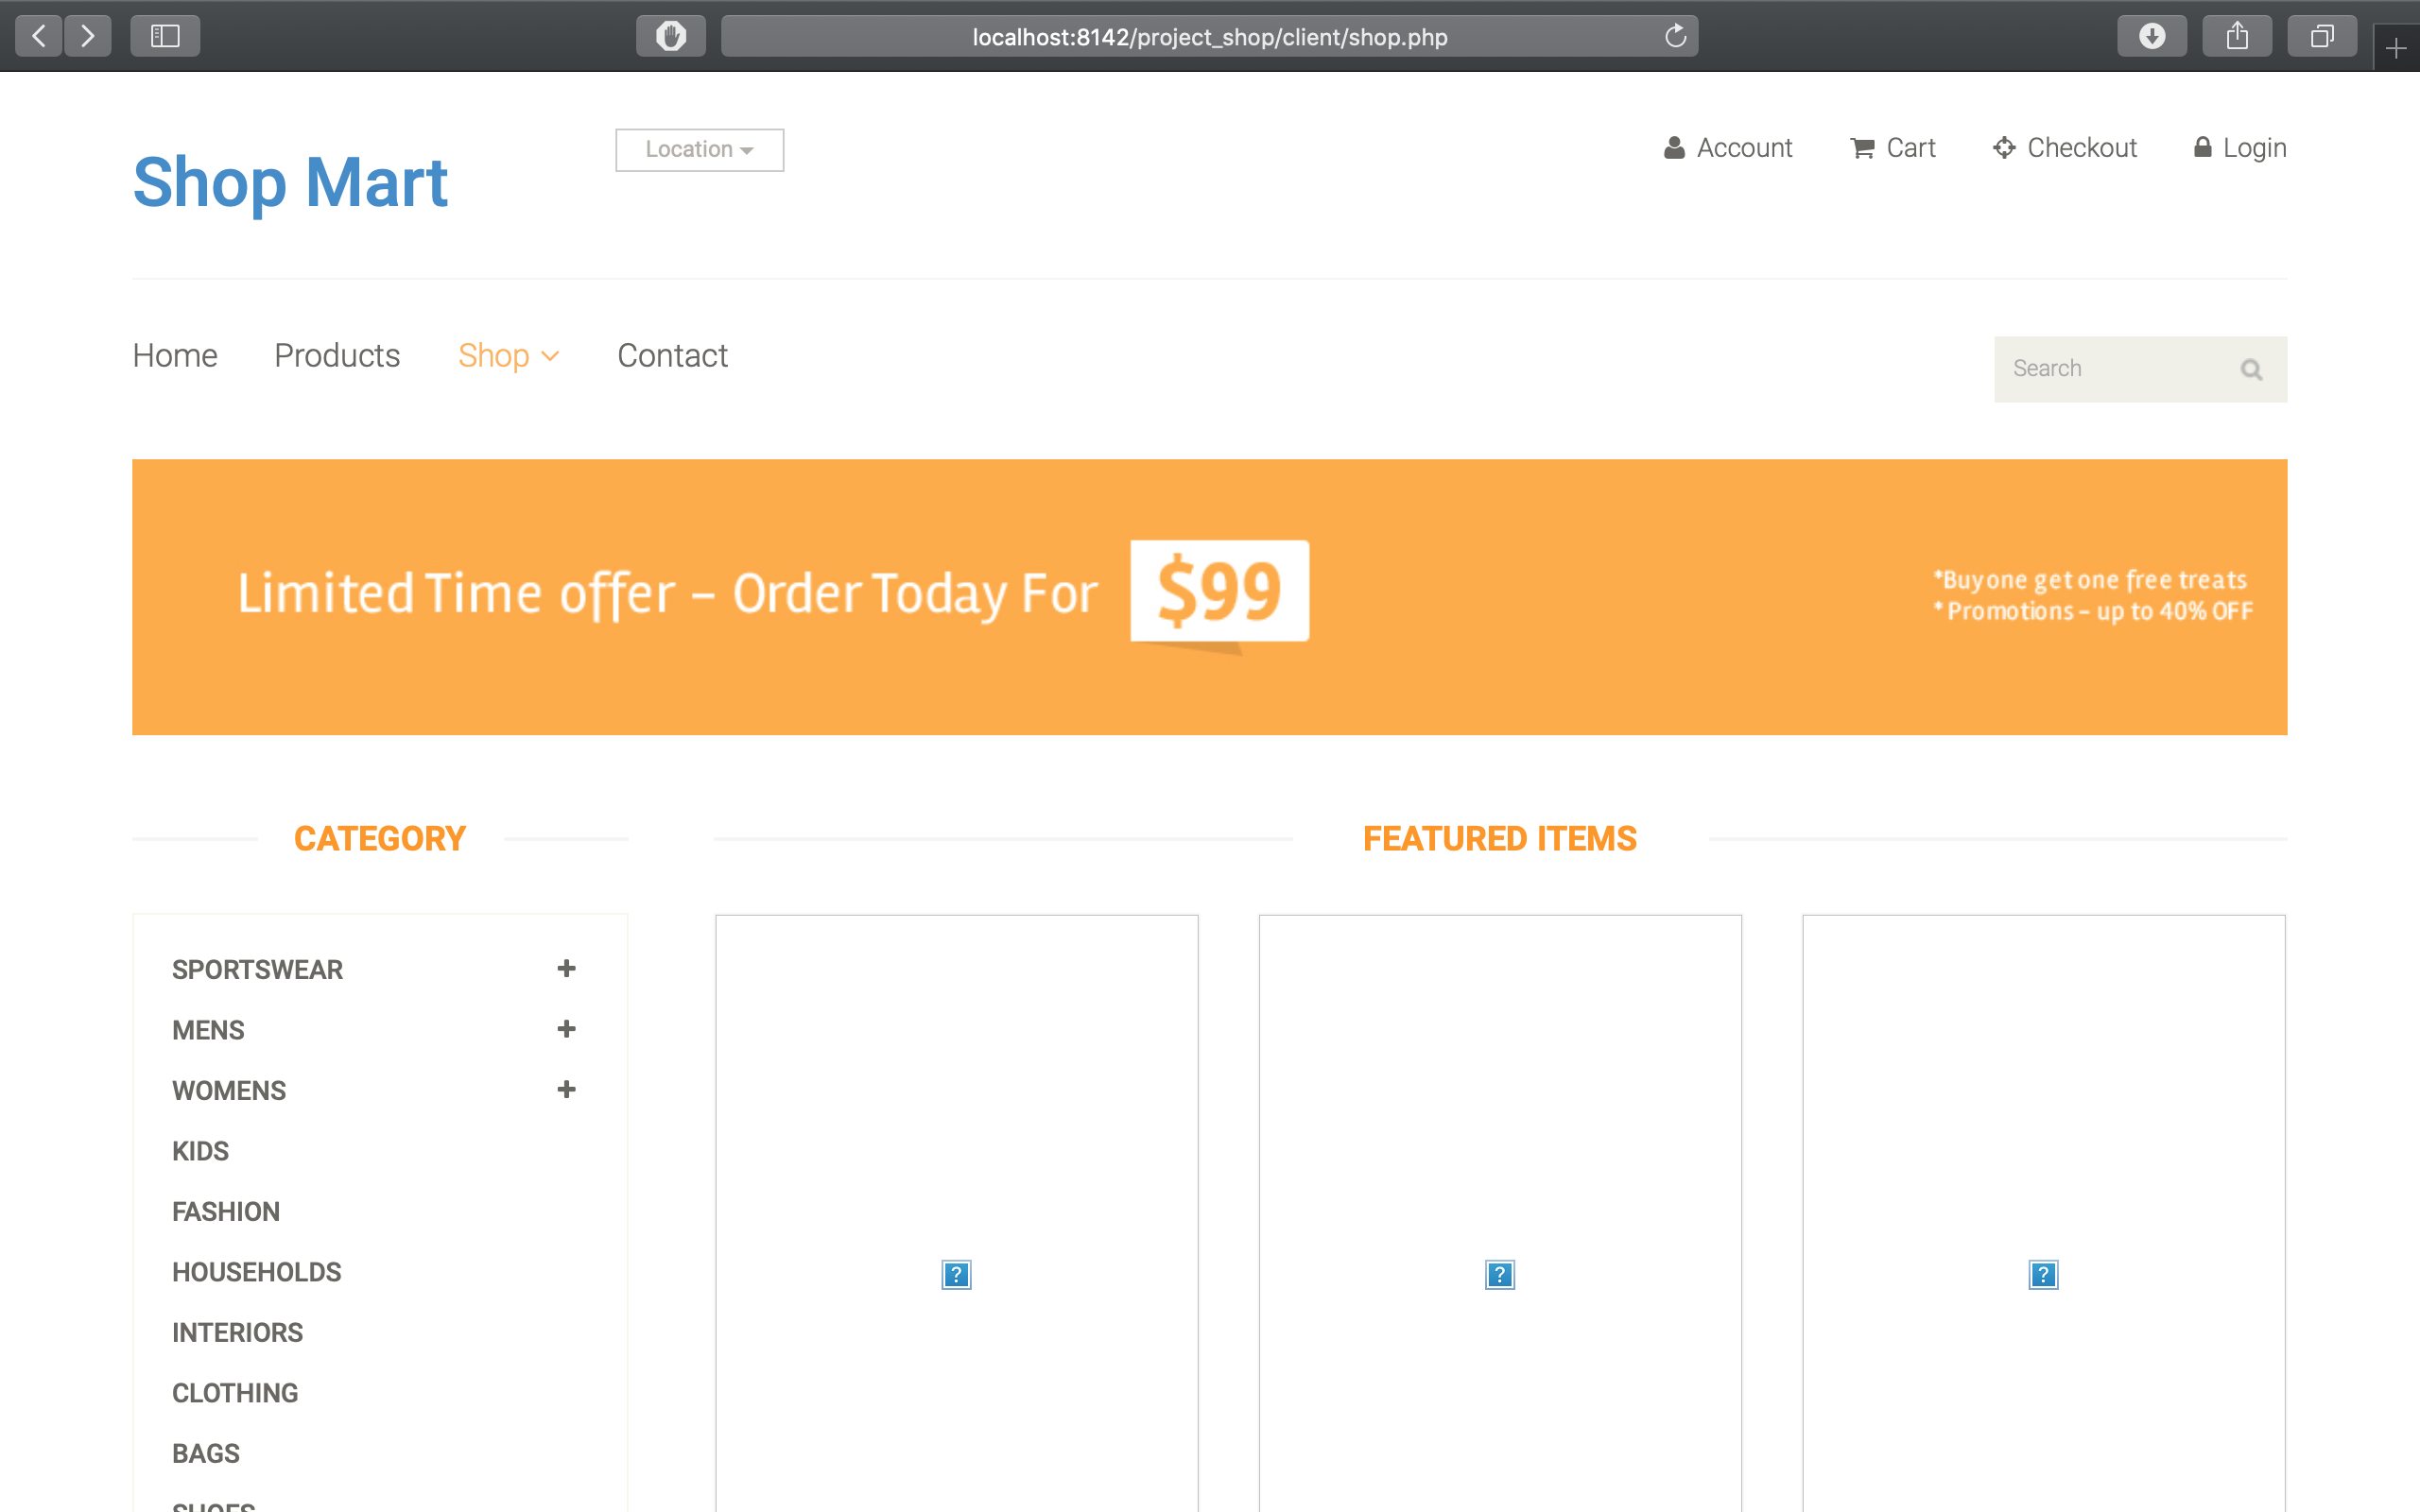 localhost:8142/project_shop/client/shop.php
Shop Mart
Location
Account
Cart
Checkout
Login
Home
Products
Shop
Contact
Search
Limited Time offer – Order Today For $99
*Buy one get one free treats
* Promotions – up to 40% OFF
CATEGORY
FEATURED ITEMS
SPORTSWEAR
MENS
WOMENS
KIDS
FASHION
HOUSEHOLDS
INTERIORS
CLOTHING
BAGS
SHOES